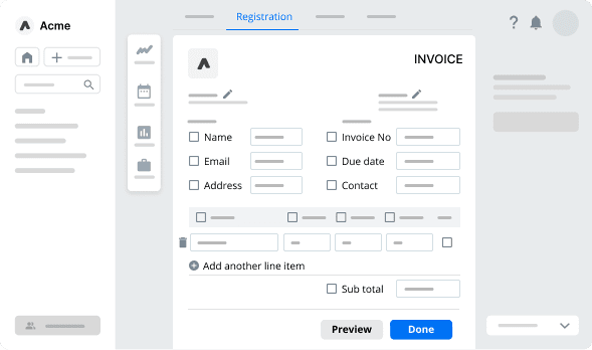 Registration
Acme
INVOICE
Name
Invoice No
Email
Due date
Address
Contact
Add another line item
Sub total
Preview
Done